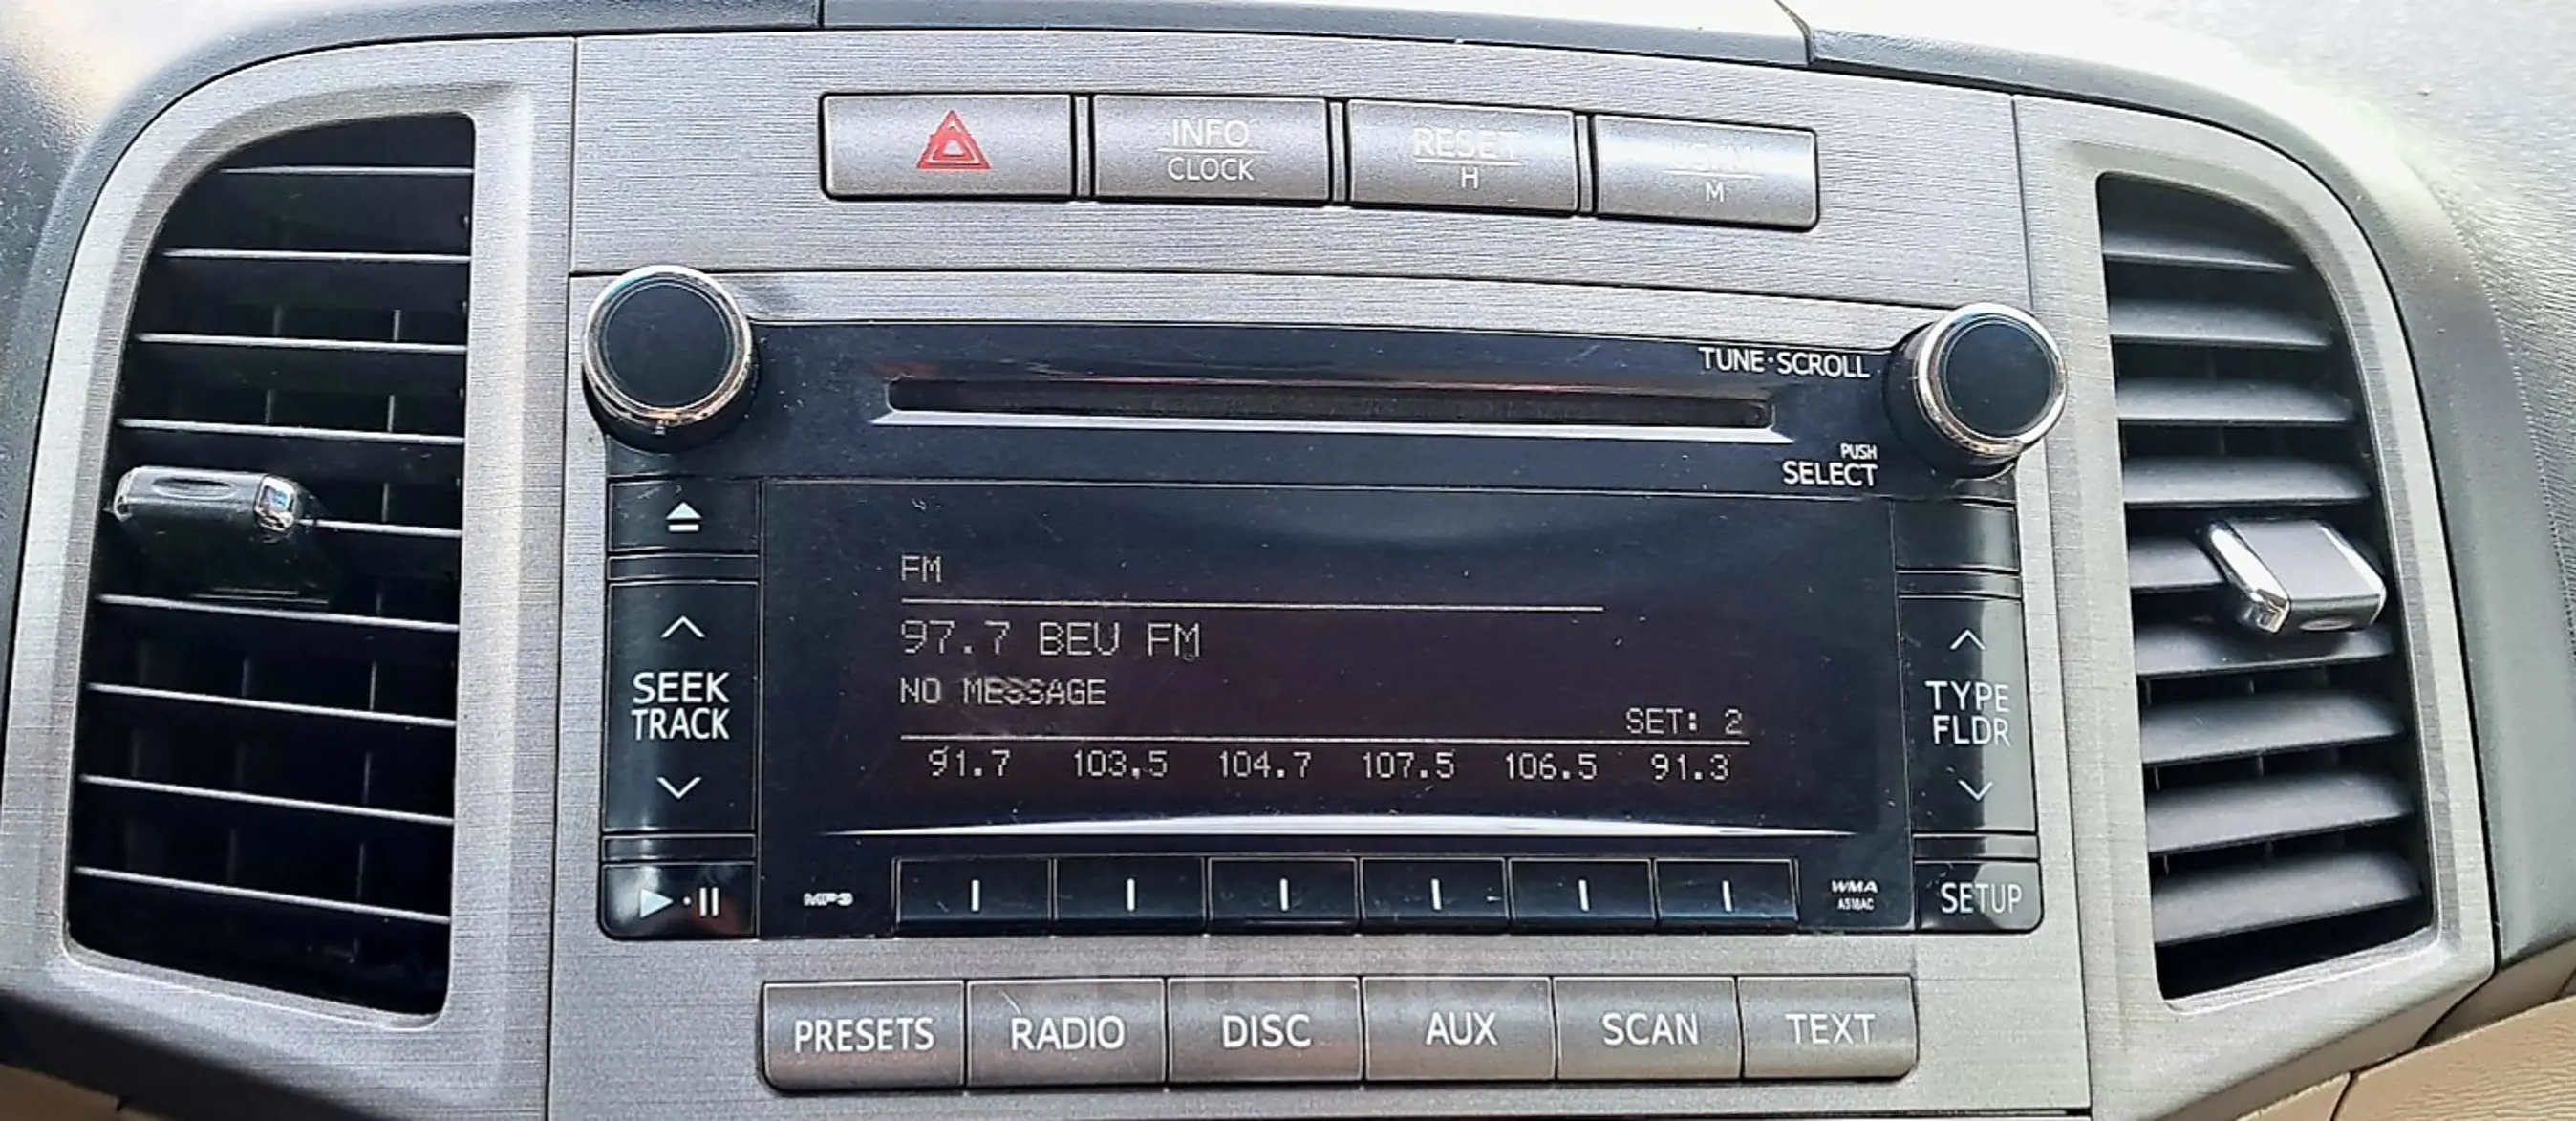 INFO
CLOCK
RESET
H
M
TUNE·SCROLL
PUSH
SELECT
FM
97.7 BEU FM
NO MESSAGE
SET: 2
91.7 103.5 104.7 107.5 106.5 91.3
SEEK
TRACK
TYPE
FLDR
MP3
WMA
A518AC
SETUP
PRESETS RADIO DISC AUX SCAN TEXT